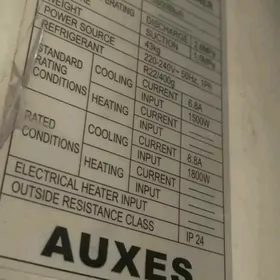 WEIGHT
POWER SOURCE
REFRIGERANT
DISCHARGE
SUCTION
43kg
220-240V~ 50Hz, 1Ph
R22/400g
STANDARD RATING CONDITIONS
COOLING
CURRENT 6.8A
INPUT 1500W
HEATING
CURRENT
INPUT
RATED CONDITIONS
COOLING
CURRENT 8.8A
INPUT 1800W
HEATING
CURRENT
INPUT
ELECTRICAL HEATER INPUT
OUTSIDE RESISTANCE CLASS IP 24
AUXES